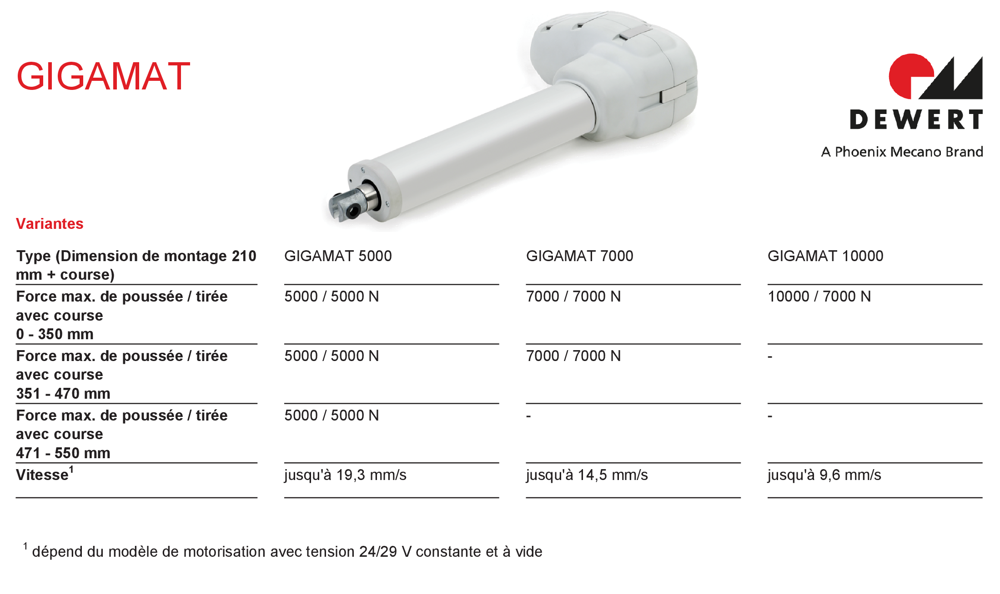 GIGAMAT
DEWERT
A Phoenix Mecano Brand
Variantes
Type (Dimension de montage 210 mm + course)
GIGAMAT 5000
GIGAMAT 7000
GIGAMAT 10000
Force max. de poussée / tirée
avec course
0 - 350 mm
5000 / 5000 N
7000 / 7000 N
10000 / 7000 N
Force max. de poussée / tirée
avec course
351 - 470 mm
5000 / 5000 N
7000 / 7000 N
-
Force max. de poussée / tirée
avec course
471 - 550 mm
5000 / 5000 N
-
-
Vitesse¹
jusqu'à 19,3 mm/s
jusqu'à 14,5 mm/s
jusqu'à 9,6 mm/s
¹ dépend du modèle de motorisation avec tension 24/29 V constante et à vide